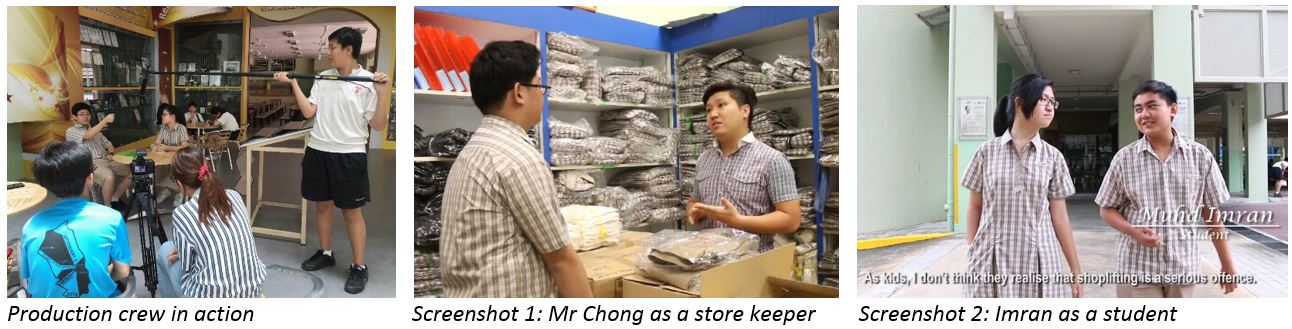 Muhd Imran
Student
As kids, I don't think they realise that shoplifting is a serious offence.
Production crew in action
Screenshot 1: Mr Chong as a store keeper
Screenshot 2: Imran as a student